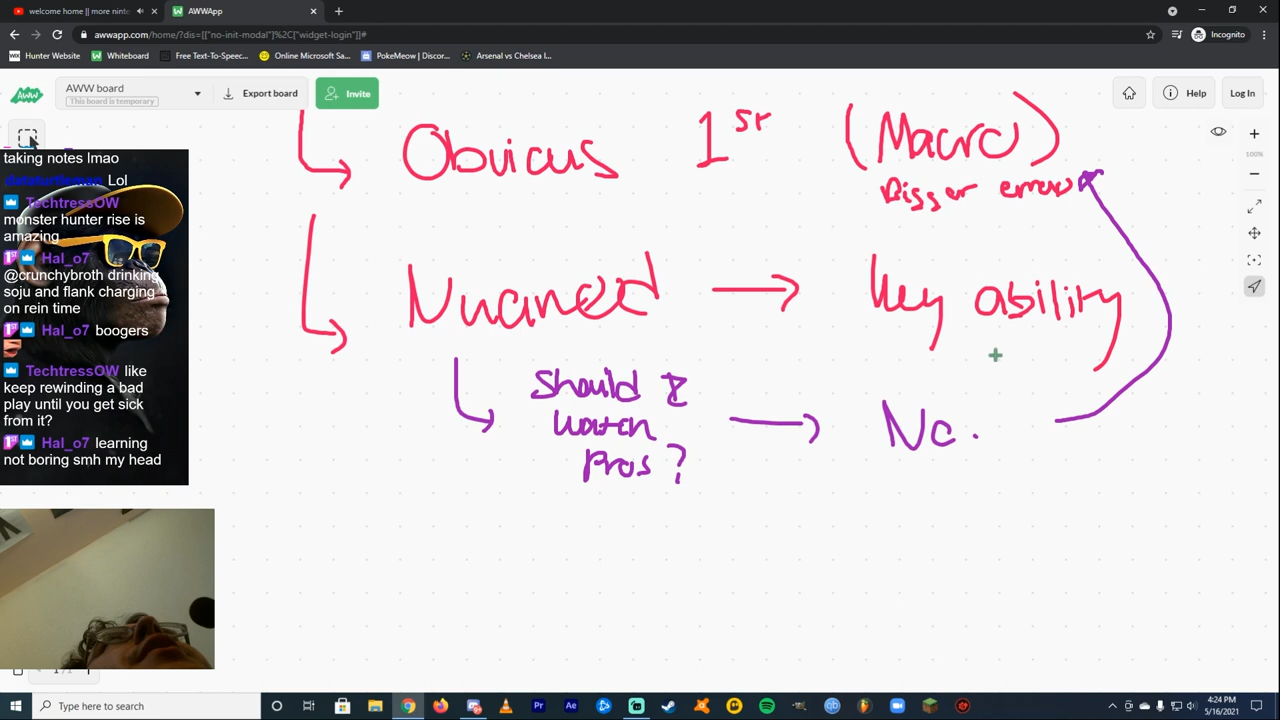 welcome home || more ninte
AWWApp
awwapp.com/home/?dis=[["no-init-modal"]%2C["widget-login"]]#
Incognito
Hunter Website
Whiteboard
Free Text-To-Speec...
Online Microsoft Sa...
PokeMeow | Discor...
Arsenal vs Chelsea I...
AWW board
This board is temporary
Export board
Invite
Help
Log In
100%
Obvious 1st (Macro)
Bigger errors
Nuanced → key ability
Should I
watch
Pros?
→ No.
taking notes lmao
Lol
TechtressOW
monster hunter rise is
amazing
Hal_o7
@crunchybroth drinking
soju and flank charging
on rein time
Hal_o7 boogers
TechtressOW like
keep rewinding a bad
play until you get sick
from it?
Hal_o7 learning
not boring smh my head
Type here to search
4:24 PM
5/16/2021